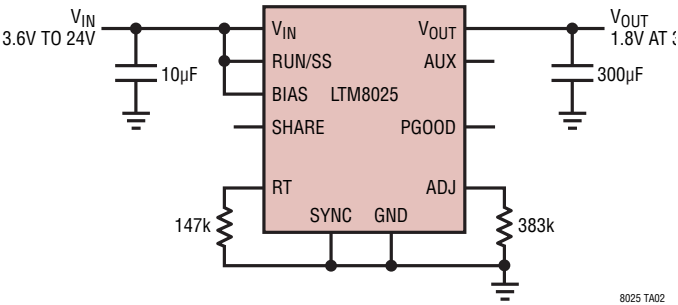 VIN
3.6V TO 24V
VIN
VOUT
VOUT
1.8V AT 3
RUN/SS
AUX
10µF
BIAS
LTM8025
300µF
SHARE
PGOOD
RT
ADJ
147k
SYNC
GND
383k
8025 TA02